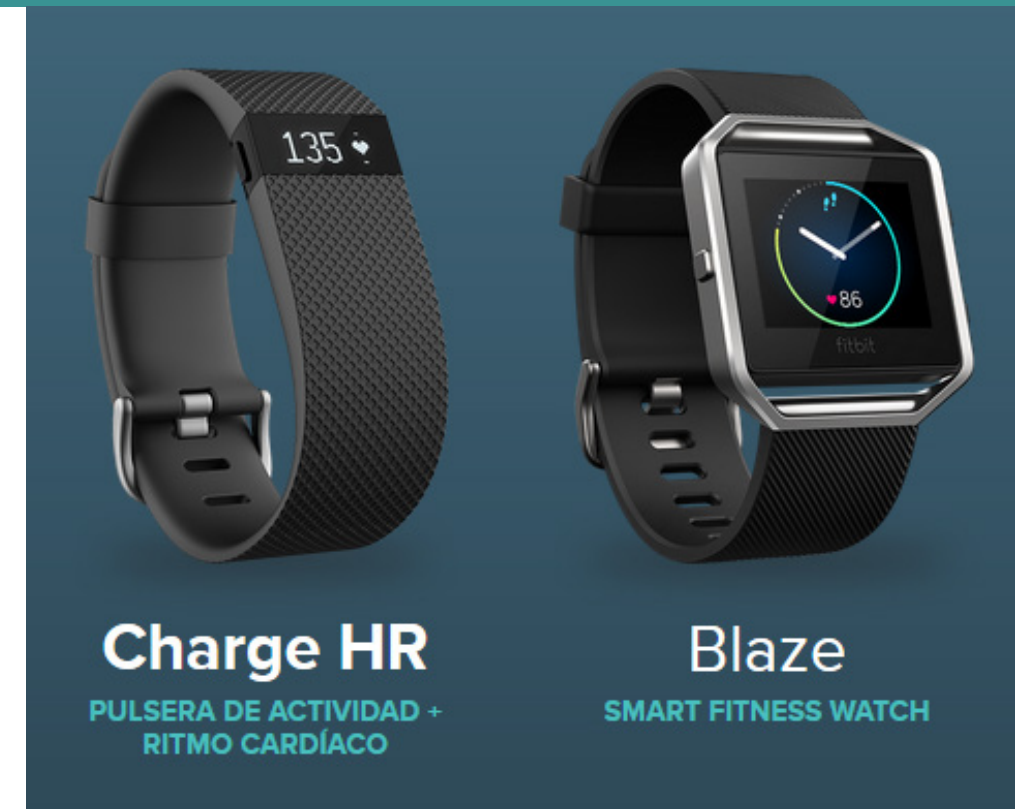 135
86
fitbit
Charge HR
PULSERA DE ACTIVIDAD +
RITMO CARDÍACO
Blaze
SMART FITNESS WATCH